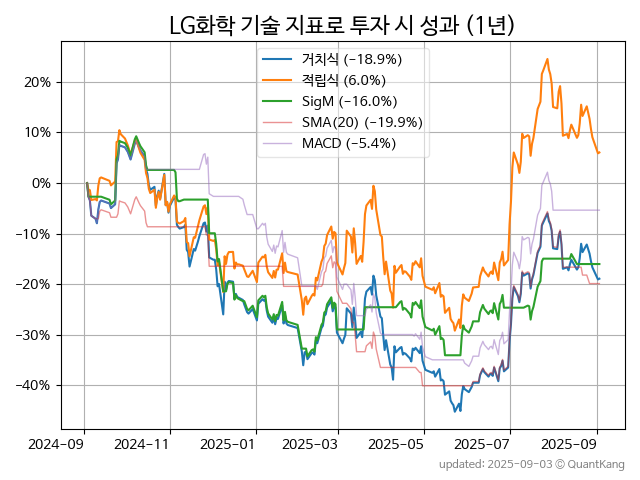 LG화학 기술 지표로 투자 시 성과 (1년)
거치식 (−18.9%)
적립식 (6.0%)
SigM (−16.0%)
SMA(20) (−19.9%)
MACD (−5.4%)
20%
10%
0%
−10%
−20%
−30%
−40%
2024−09 2024−11 2025−01 2025−03 2025−05 2025−07 2025−09
updated: 2025-09-03 © QuantKang